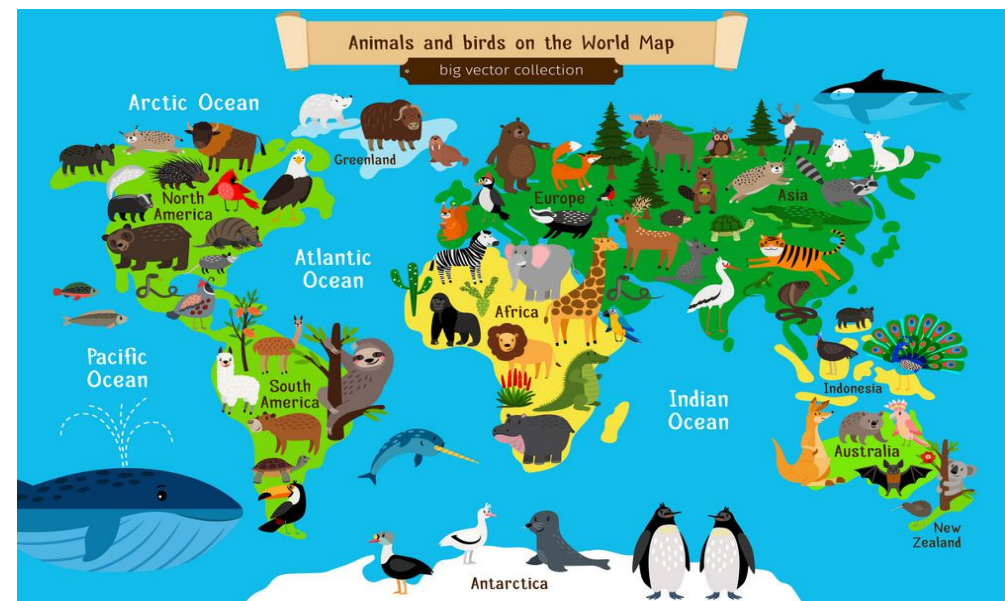 Animals and birds on the World Map
big vector collection
Arctic Ocean
Greenland
North
America
Europe
Asia
Atlantic
Ocean
Africa
Pacific
Ocean
South
America
Indian
Ocean
Indonesia
Australia
New
Zealand
Antarctica